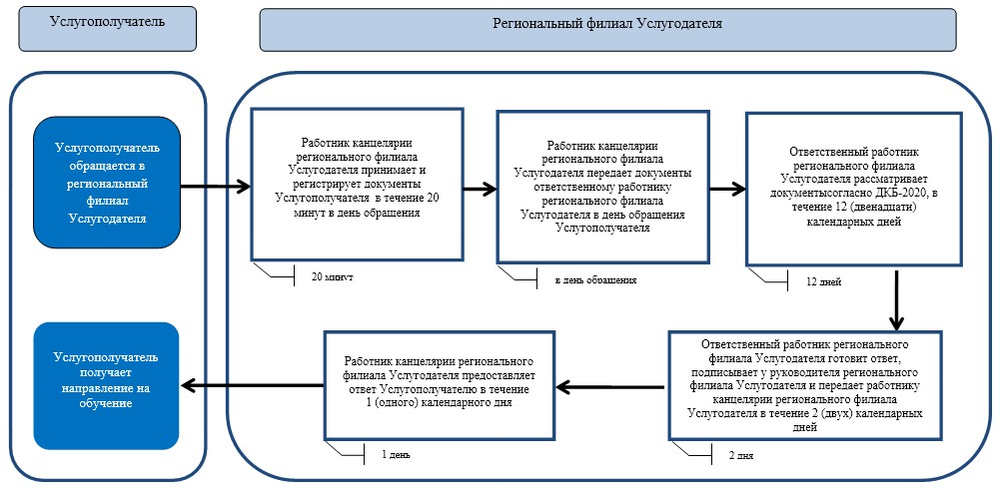 Услугополучатель
Региональный филиал Услугодателя
Услугополучатель
обращается в
региональный
филиал
Услугодателя
Работник канцелярии
регионального филиала
Услугодателя принимает и
регистрирует документы
Услугополучателя в течение 20
минут в день обращения
20 минут
Работник канцелярии
регионального филиала
Услугодателя передает документы
ответственному работнику
регионального филиала
Услугодателя в день обращения
Услугополучателя
в день обращения
Ответственный работник
регионального филиала
Услугодателя рассматривает
документысогласно ДКБ-2020, в
течение 12 (двенадцати)
календарных дней
12 дней
Ответственный работник регионального
филиала Услугодателя готовит ответ,
подписывает у руководителя регионального
филиала Услугодателя и передает работнику
канцелярии регионального филиала
Услугодателя в течение 2 (двух) календарных
дней
2 дня
Работник канцелярии регионального
филиала Услугодателя предоставляет
ответ Услугополучателю в течение
1 (одного) календарного дня
1 день
Услугополучатель
получает
направление на
обучение